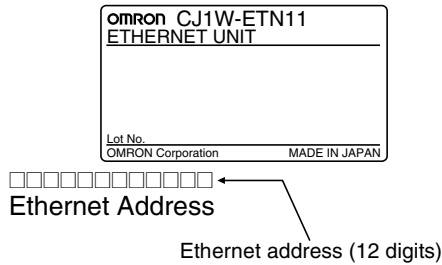 OMRON CJ1W-ETN11
ETHERNET UNIT
Lot No.
OMRON Corporation MADE IN JAPAN
□□□□□□□□□□□□
Ethernet Address
Ethernet address (12 digits)